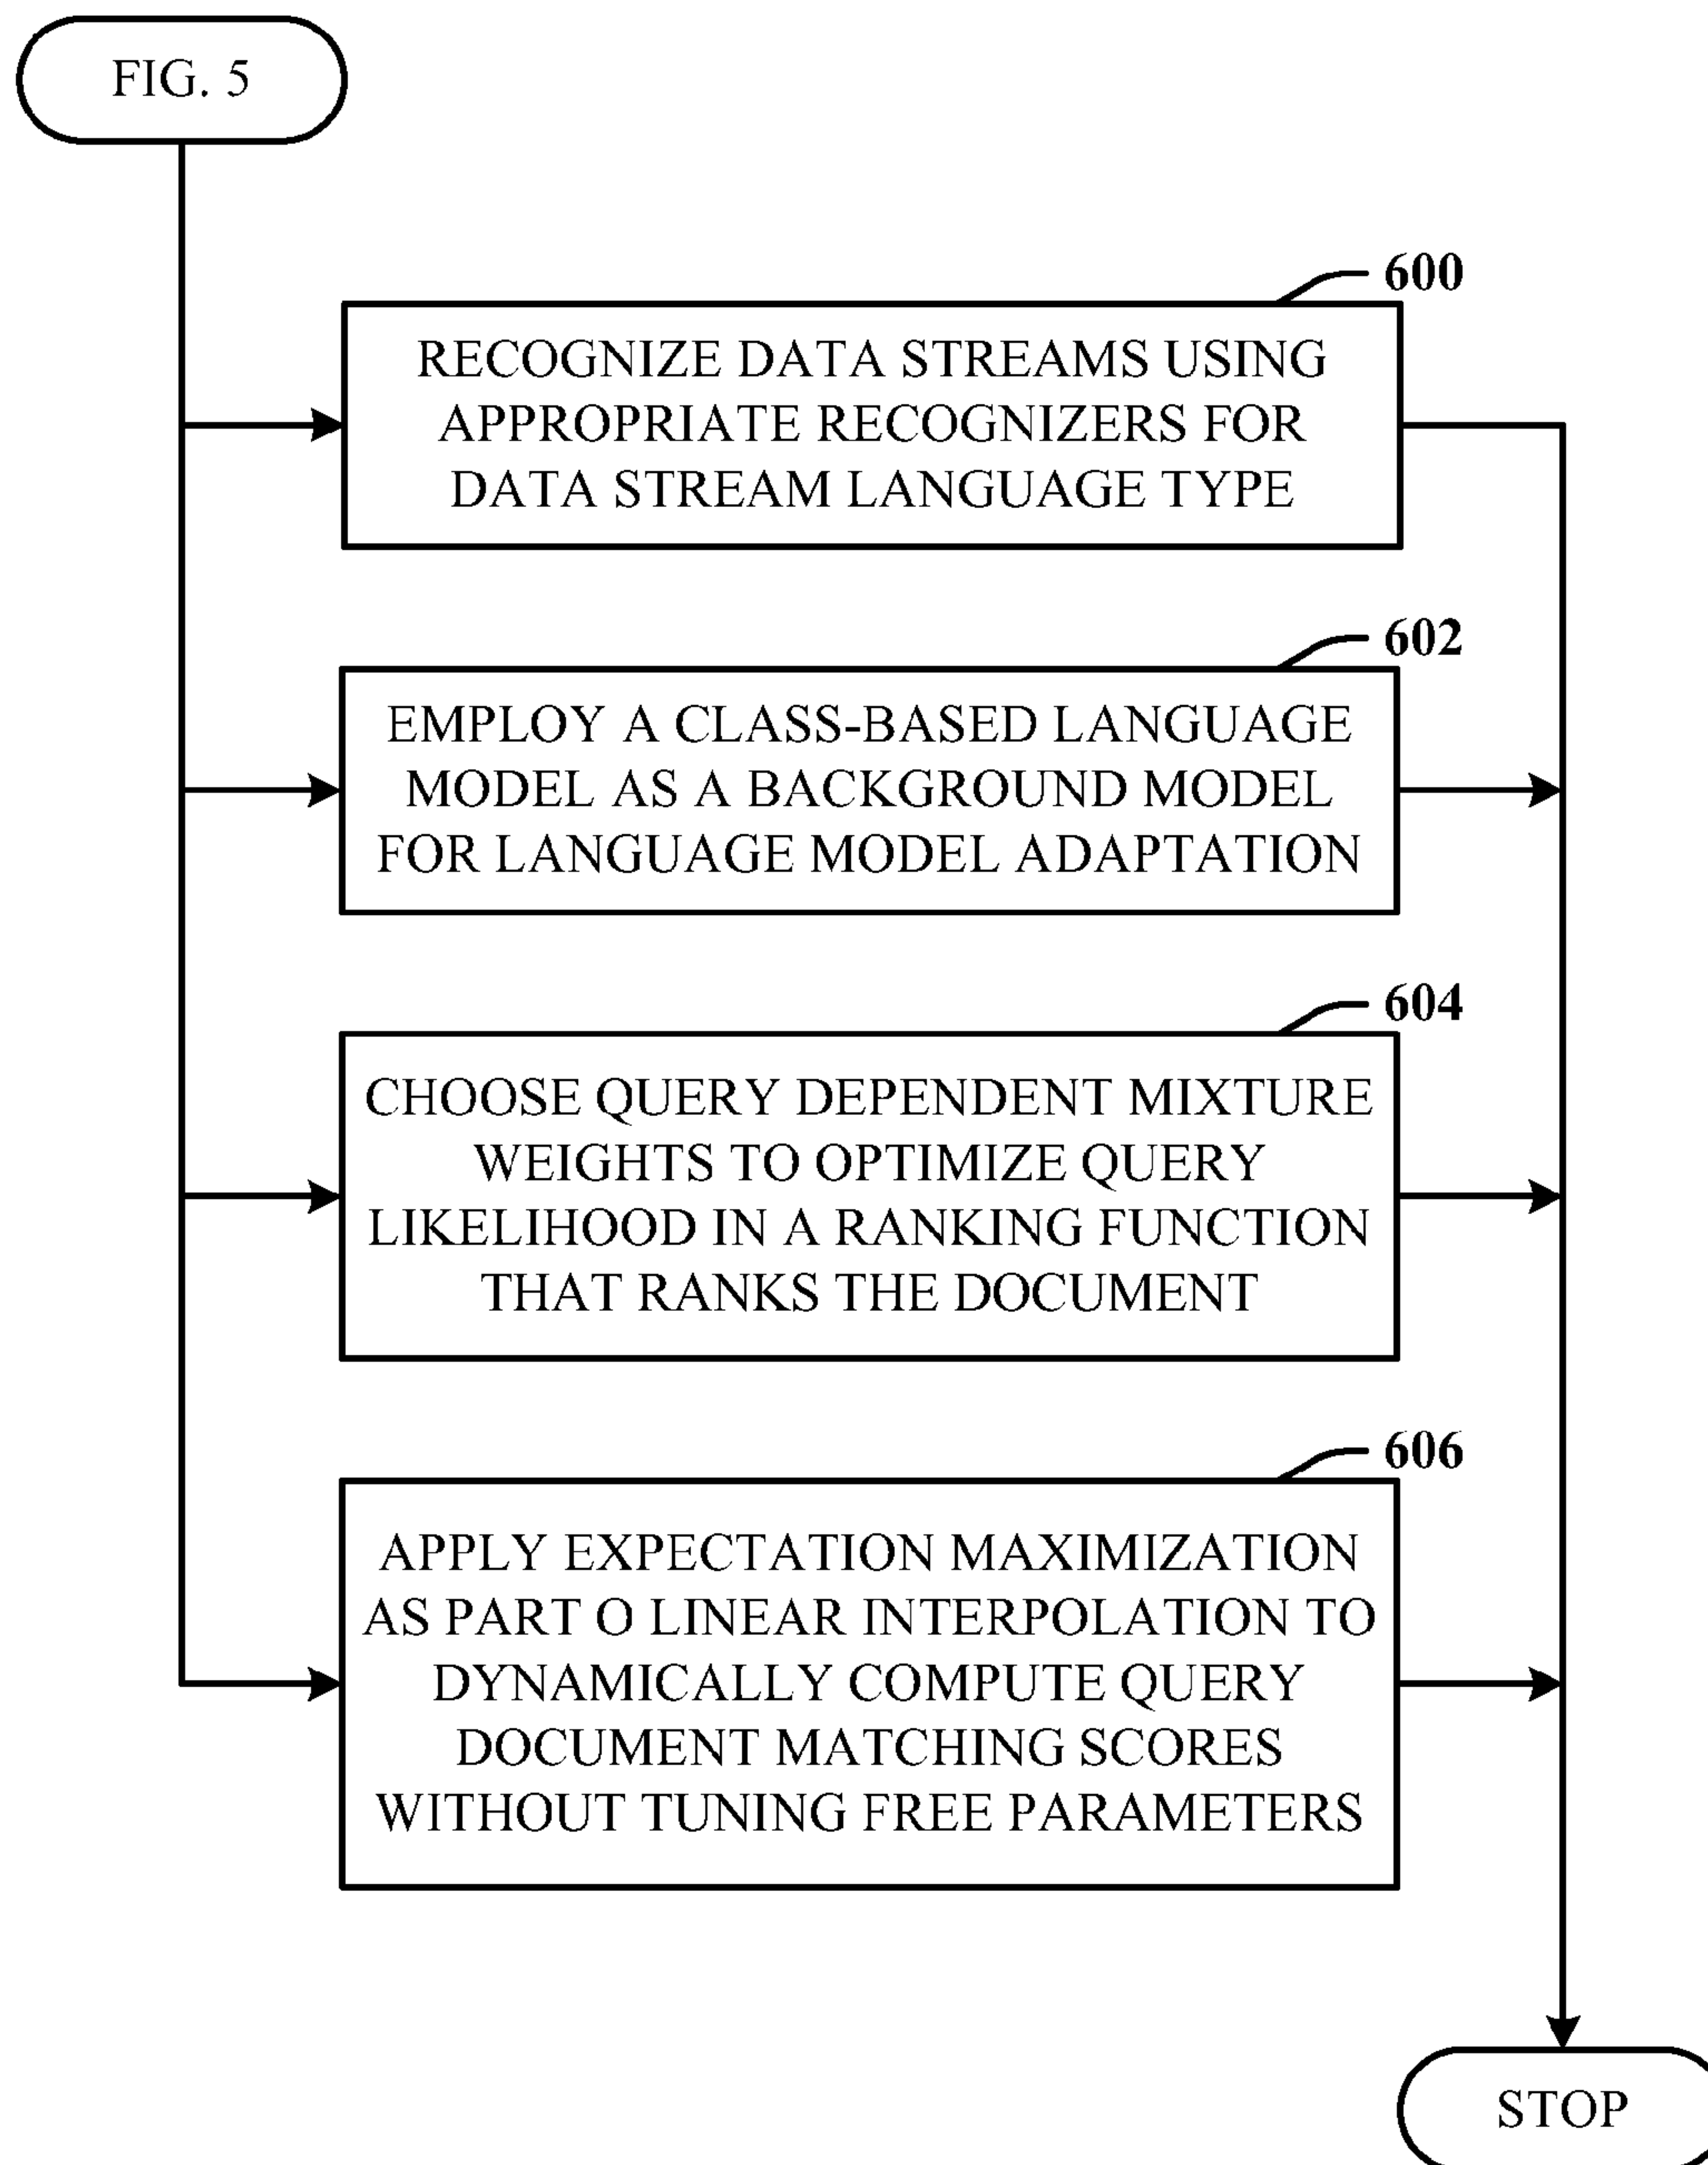 FIG. 5
600
RECOGNIZE DATA STREAMS USING
APPROPRIATE RECOGNIZERS FOR
DATA STREAM LANGUAGE TYPE
602
EMPLOY A CLASS-BASED LANGUAGE
MODEL AS A BACKGROUND MODEL
FOR LANGUAGE MODEL ADAPTATION
604
CHOOSE QUERY DEPENDENT MIXTURE
WEIGHTS TO OPTIMIZE QUERY
LIKELIHOOD IN A RANKING FUNCTION
THAT RANKS THE DOCUMENT
606
APPLY EXPECTATION MAXIMIZATION
AS PART O LINEAR INTERPOLATION TO
DYNAMICALLY COMPUTE QUERY
DOCUMENT MATCHING SCORES
WITHOUT TUNING FREE PARAMETERS
STOP